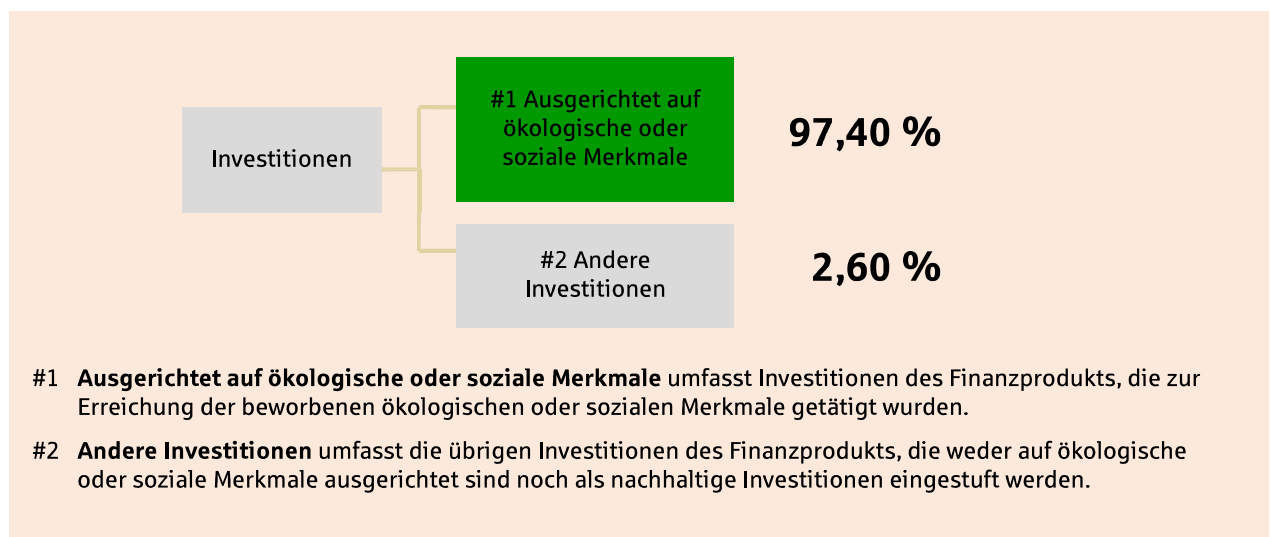 Investitionen
#1 Ausgerichtet auf
ökologische oder
soziale Merkmale
97,40 %
#2 Andere
Investitionen
2,60 %
#1 Ausgerichtet auf ökologische oder soziale Merkmale umfasst Investitionen des Finanzprodukts, die zur
Erreichung der beworbenen ökologischen oder sozialen Merkmale getätigt wurden.
#2 Andere Investitionen umfasst die übrigen Investitionen des Finanzprodukts, die weder auf ökologische
oder soziale Merkmale ausgerichtet sind noch als nachhaltige Investitionen eingestuft werden.